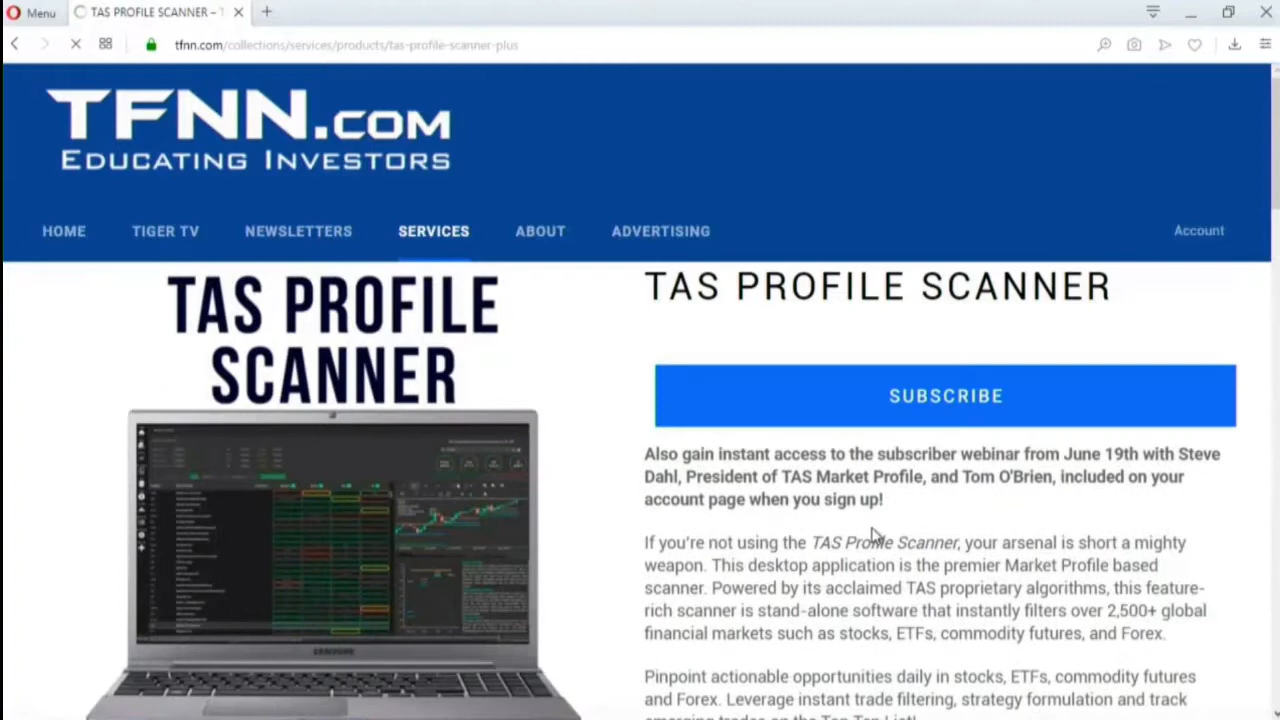 Menu
TAS PROFILE SCANNER –
tfnn.com/collections/services/products/tas-profile-scanner-plus
TFNN.COM
EDUCATING INVESTORS
HOME
TIGER TV
NEWSLETTERS
SERVICES
ABOUT
ADVERTISING
Account
TAS PROFILE
SCANNER
SAMSUNG
TAS PROFILE SCANNER
SUBSCRIBE
Also gain instant access to the subscriber webinar from June 19th with Steve
Dahl, President of TAS Market Profile, and Tom O'Brien, included on your
account page when you sign up!
If you're not using the TAS Profile Scanner, your arsenal is short a mighty
weapon. This desktop application is the premier Market Profile based
scanner. Powered by its acclaimed TAS proprietary algorithms, this feature-
rich scanner is stand-alone software that instantly filters over 2,500+ global
financial markets such as stocks, ETFs, commodity futures, and Forex.
Pinpoint actionable opportunities daily in stocks, ETFs, commodity futures
and Forex. Leverage instant trade filtering, strategy formulation and track
emerging trades on the Top Ten List!